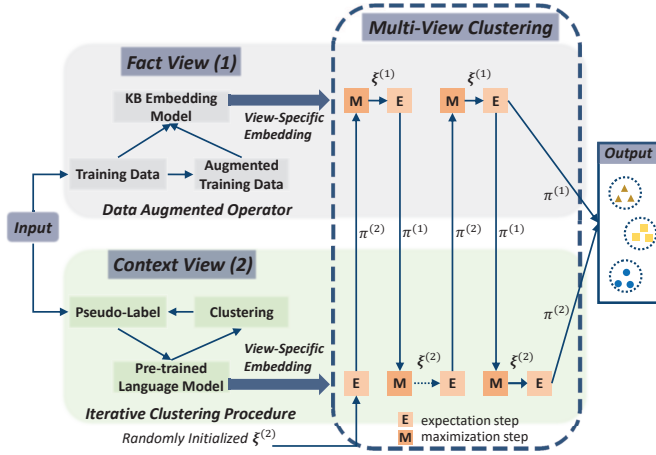 Multi-View Clustering
Fact View (1)
KB Embedding
Model
View-Specific
Embedding
Training Data
Augmented
Training Data
Data Augmented Operator
Input
Context View (2)
Pseudo-Label
Clustering
Pre-trained
Language Model
View-Specific
Embedding
Iterative Clustering Procedure
Randomly Initialized ξ(2)
ξ(1)
ξ(1)
M
E
M
E
π(2)
π(1)
π(2)
π(1)
ξ(2)
ξ(2)
E
M
E
M
E
E expectation step
M maximization step
π(1)
π(2)
Output